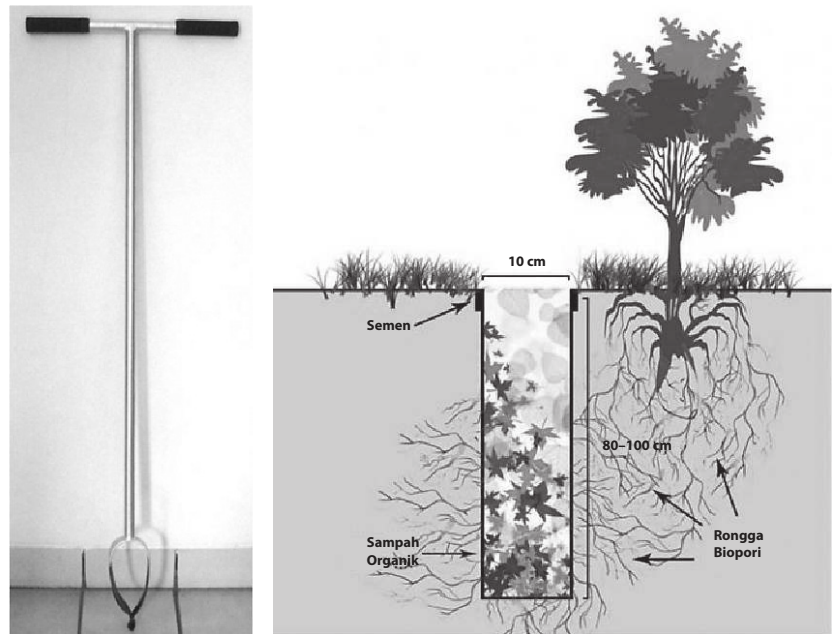 10 cm
Semen
80–100 cm
Sampah
Organik
Rongga
Biopori